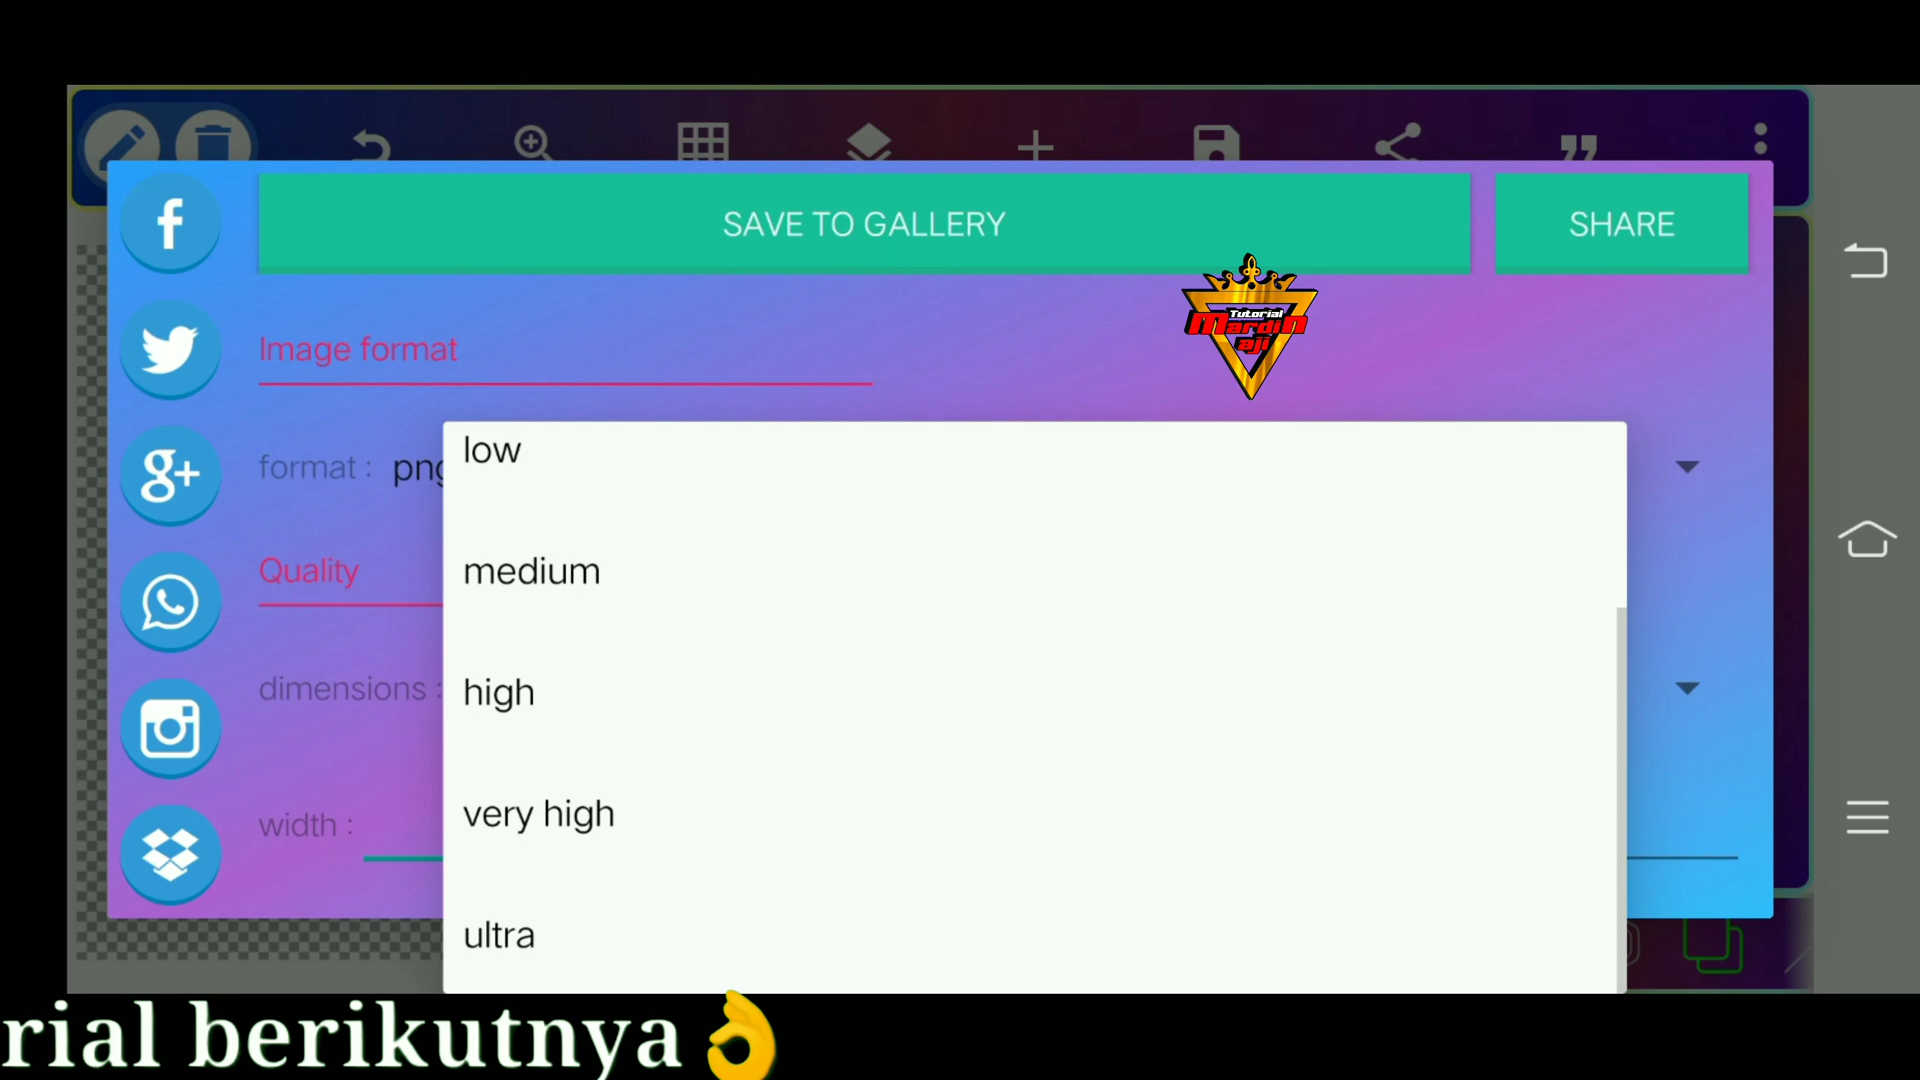 SAVE TO GALLERY
SHARE
Tutorial
Mardin
aji
Image format
format :
low
medium
Quality
high
dimensions :
very high
width :
ultra
rial berikutnya👌